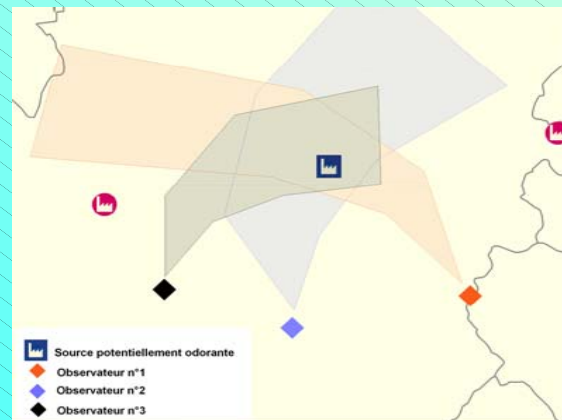 Source potentiellement odorante
Observateur n°1
Observateur n°2
Observateur n°3